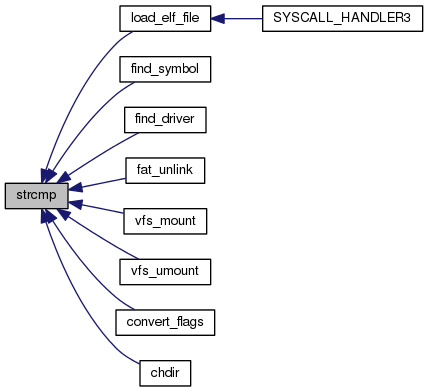 load_elf_file
SYSCALL_HANDLER3
find_symbol
find_driver
fat_unlink
strcmp
vfs_mount
vfs_umount
convert_flags
chdir